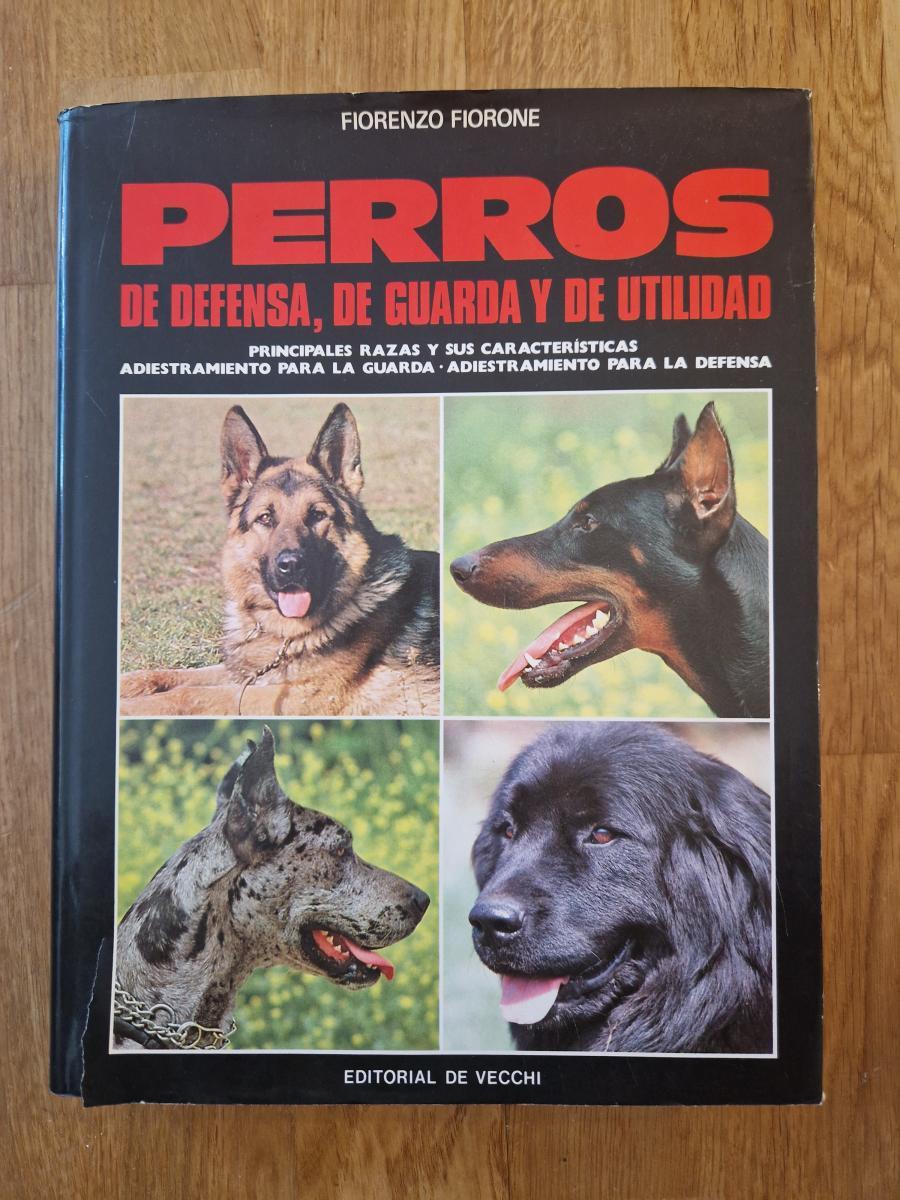 FIORENZO FIORONE
PERROS
DE DEFENSA, DE GUARDA Y DE UTILIDAD
PRINCIPALES RAZAS Y SUS CARACTERÍSTICAS
ADIESTRAMIENTO PARA LA GUARDA · ADIESTRAMIENTO PARA LA DEFENSA
EDITORIAL DE VECCHI